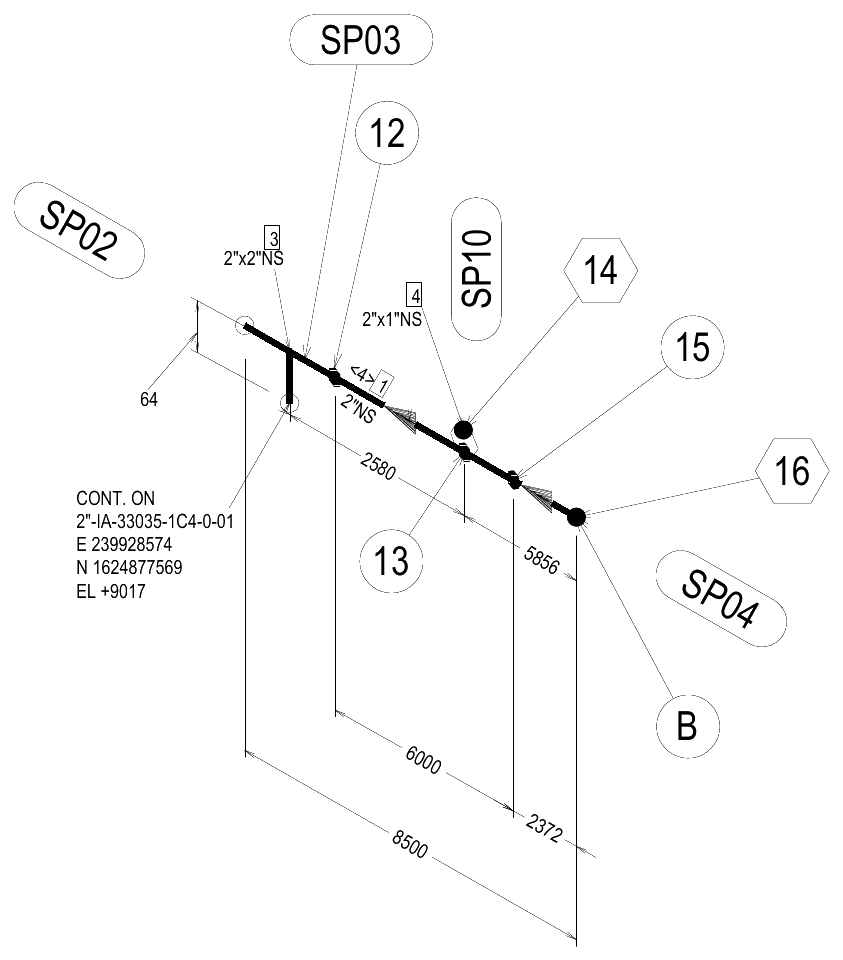 SP03
12
SP02
3
2"x2"NS
SP10
14
4
2"x1"NS
15
<4> 1
2"NS
64
2580
16
CONT. ON
2"-IA-33035-1C4-0-01
E 239928574
N 1624877569
EL +9017
13
5856
SP04
B
6000
2372
8500